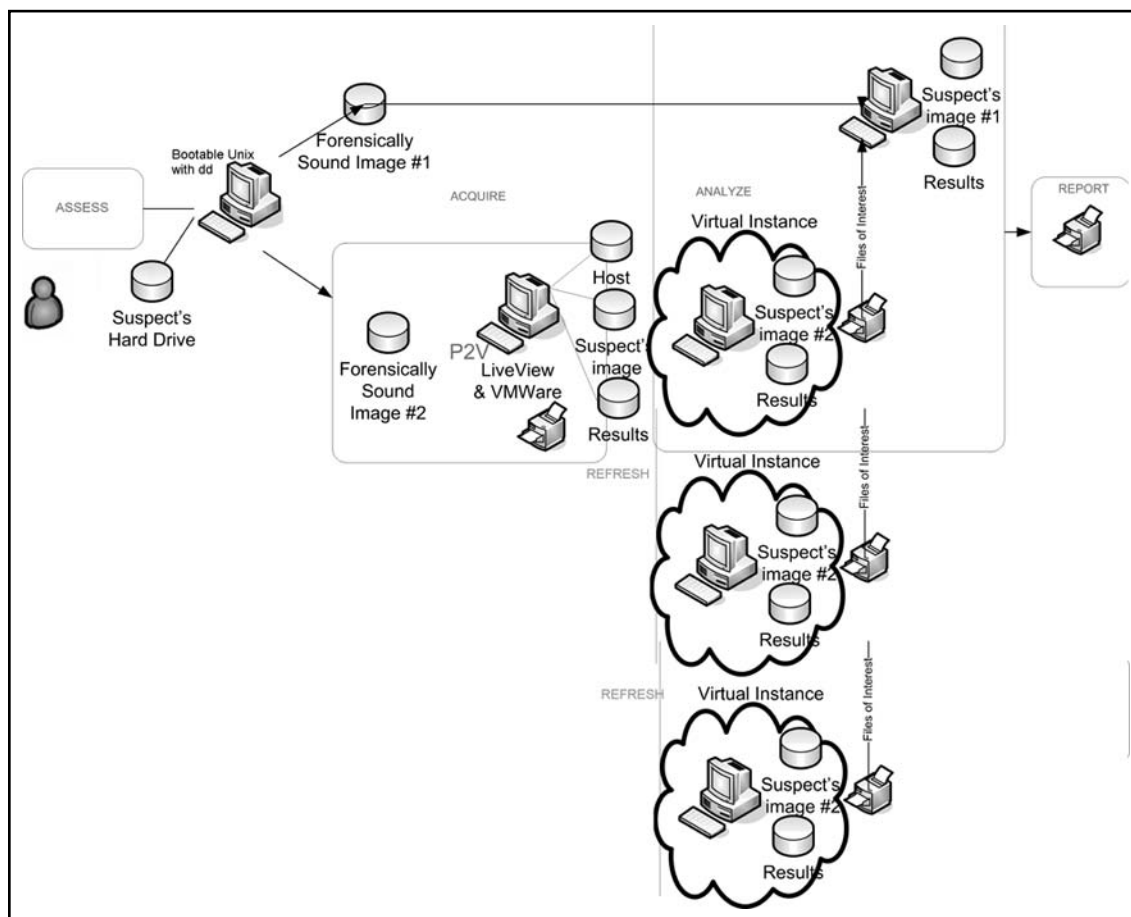 ASSESS
Suspect's
Hard Drive
Bootable Unix
with dd
Forensically
Sound Image #1
ACQUIRE
Forensically
Sound
Image #2
P2V
LiveView
& VMWare
Host
Suspect's
image
Results
ANALYZE
Suspect's
image #1
Results
Virtual Instance
Suspect's
image #2
Results
Files of Interest
REPORT
REFRESH
Virtual Instance
Suspect's
image #2
Results
Files of Interest
REFRESH
Virtual Instance
Suspect's
image #2
Results
Files of Interest